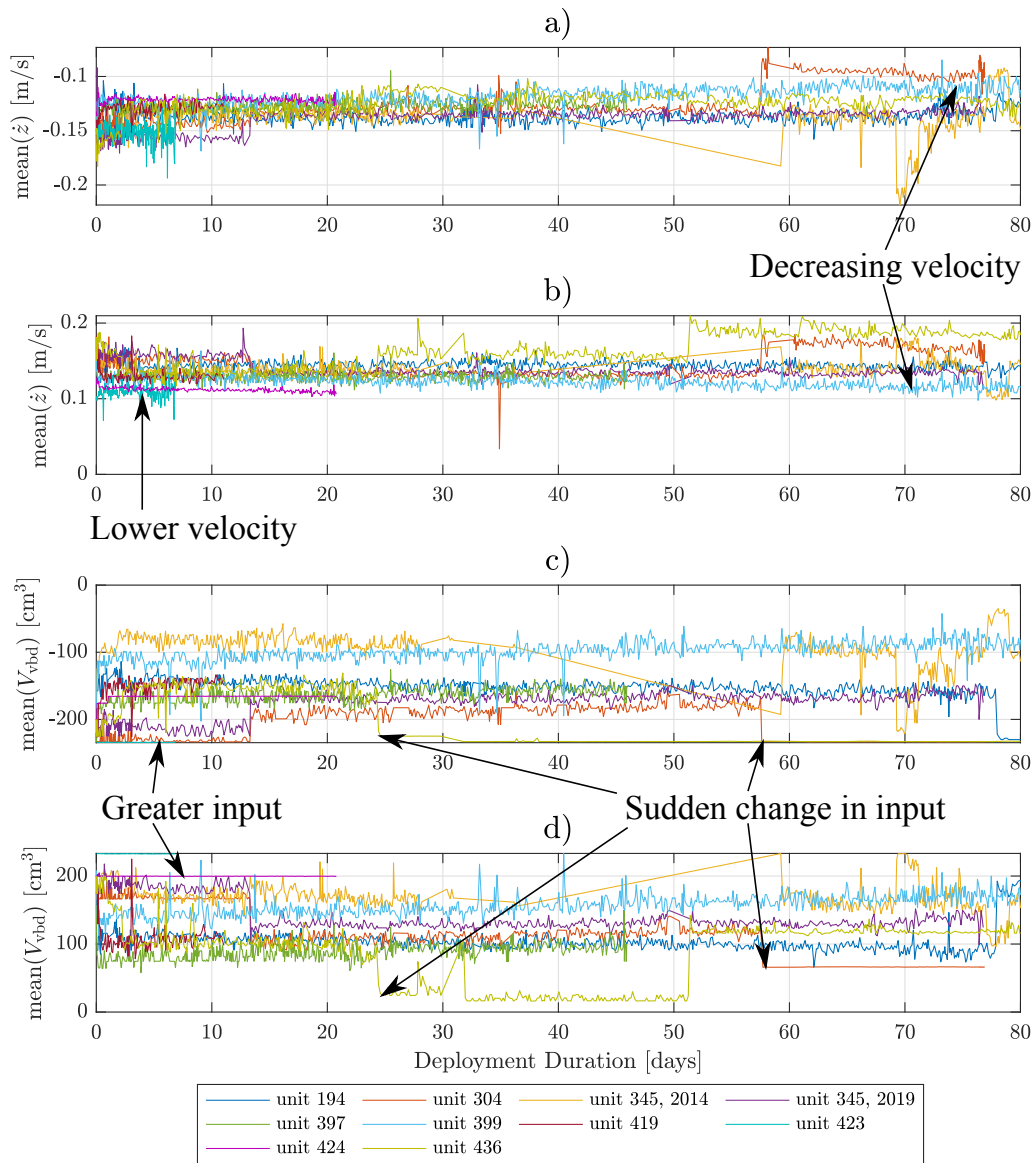 a)
mean(ż) [m/s]
-0.1
-0.15
-0.2
0 10 20 30 40 50 60 70 80
Decreasing velocity
b)
mean(ż) [m/s]
0.2
0.1
0
0 10 20 30 40 50 60 70 80
Lower velocity
c)
mean(V_vbd) [cm³]
0
-100
-200
0 10 20 30 40 50 60 70 80
Greater input Sudden change in input
d)
mean(V_vbd) [cm³]
200
100
0
0 10 20 30 40 50 60 70 80
Deployment Duration [days]
unit 194 unit 304 unit 345, 2014 unit 345, 2019
unit 397 unit 399 unit 419 unit 423
unit 424 unit 436